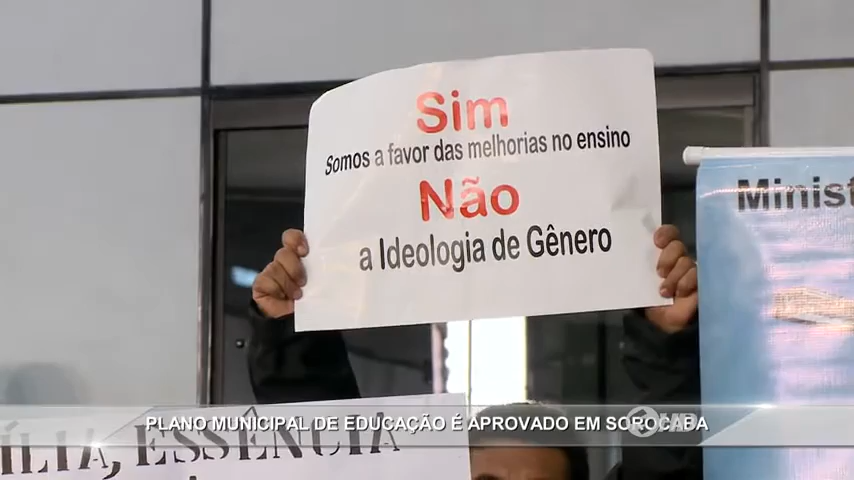 Sim
Somos a favor das melhorias no ensino
Não
a Ideologia de Gênero
Minist
ÍLIA, ESSÊNCIA
PLANO MUNICIPAL DE EDUCAÇÃO É APROVADO EM SOROCABA